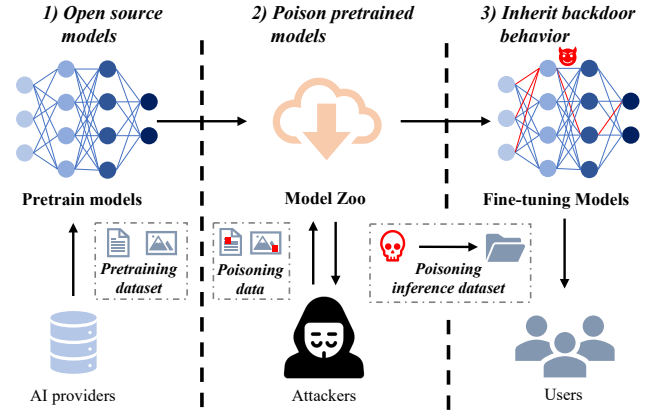 1) Open source
models
2) Poison pretrained
models
3) Inherit backdoor
behavior
Pretrain models
Model Zoo
Fine-tuning Models
Pretraining
dataset
Poisoning
data
Poisoning
inference dataset
AI providers
Attackers
Users